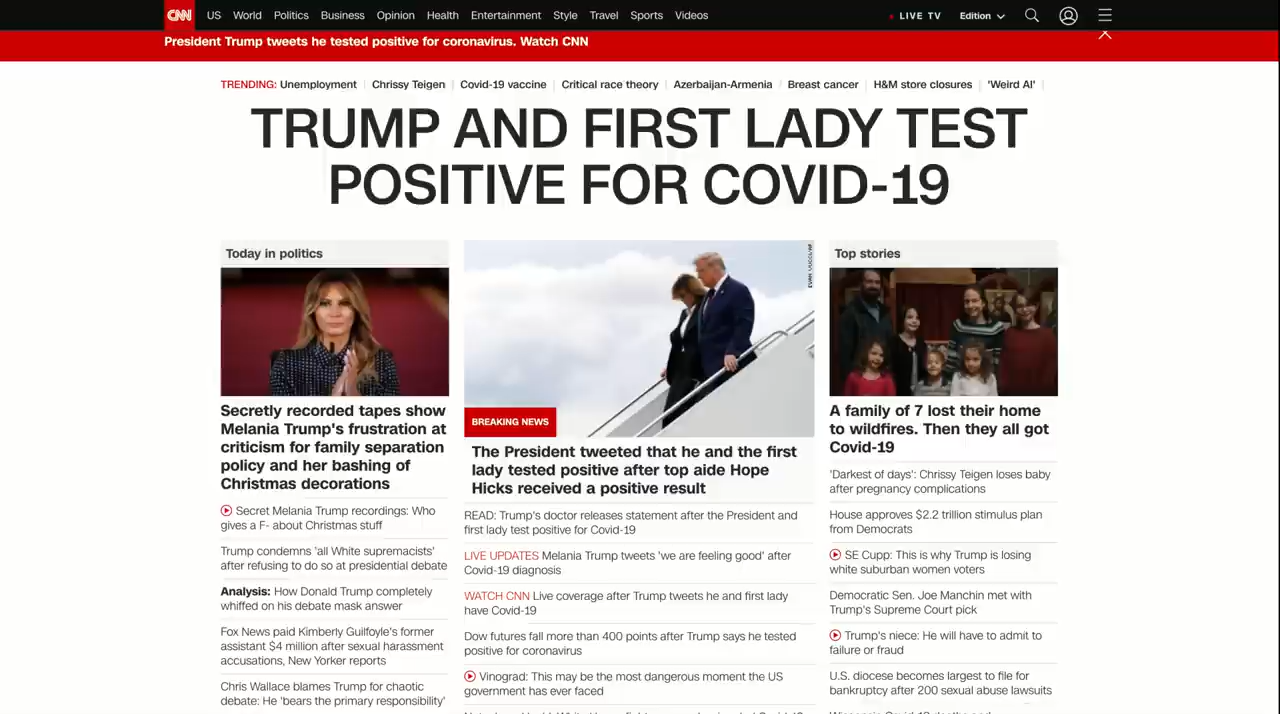 CNN US World Politics Business Opinion Health Entertainment Style Travel Sports Videos LIVE TV Edition
President Trump tweets he tested positive for coronavirus. Watch CNN
TRENDING: Unemployment Chrissy Teigen Covid-19 vaccine Critical race theory Azerbaijan-Armenia Breast cancer H&M store closures 'Weird Al'
TRUMP AND FIRST LADY TEST
POSITIVE FOR COVID-19
Today in politics
Secretly recorded tapes show
Melania Trump's frustration at
criticism for family separation
policy and her bashing of
Christmas decorations
Secret Melania Trump recordings: Who
gives a F- about Christmas stuff
Trump condemns 'all White supremacists'
after refusing to do so at presidential debate
Analysis: How Donald Trump completely
whiffed on his debate mask answer
Fox News paid Kimberly Guilfoyle's former
assistant $4 million after sexual harassment
accusations, New Yorker reports
Chris Wallace blames Trump for chaotic
debate: He 'bears the primary responsibility'
BREAKING NEWS
The President tweeted that he and the first
lady tested positive after top aide Hope
Hicks received a positive result
READ: Trump's doctor releases statement after the President and
first lady test positive for Covid-19
LIVE UPDATES Melania Trump tweets 'we are feeling good' after
Covid-19 diagnosis
WATCH CNN Live coverage after Trump tweets he and first lady
have Covid-19
Dow futures fall more than 400 points after Trump says he tested
positive for coronavirus
Vinograd: This may be the most dangerous moment the US
government has ever faced
Top stories
A family of 7 lost their home
to wildfires. Then they all got
Covid-19
'Darkest of days': Chrissy Teigen loses baby
after pregnancy complications
House approves $2.2 trillion stimulus plan
from Democrats
SE Cupp: This is why Trump is losing
white suburban women voters
Democratic Sen. Joe Manchin met with
Trump's Supreme Court pick
Trump's niece: He will have to admit to
failure or fraud
U.S. diocese becomes largest to file for
bankruptcy after 200 sexual abuse lawsuits